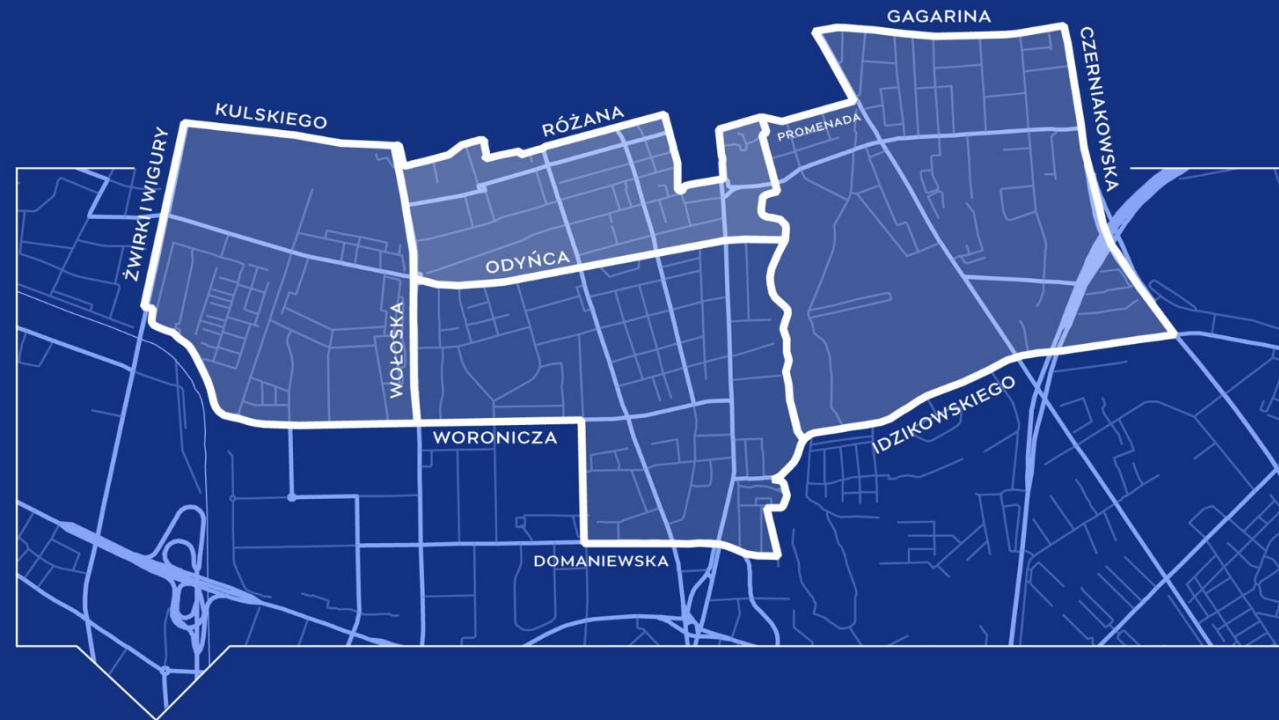 GAGARINA
CZERNIAKOWSKA
KULSKIEGO
RÓŻANA
PROMENADA
ŻWIRKI I WIGURY
ODYŃCA
WOŁOSKA
IDZIKOWSKIEGO
WORONICZA
DOMANIEWSKA